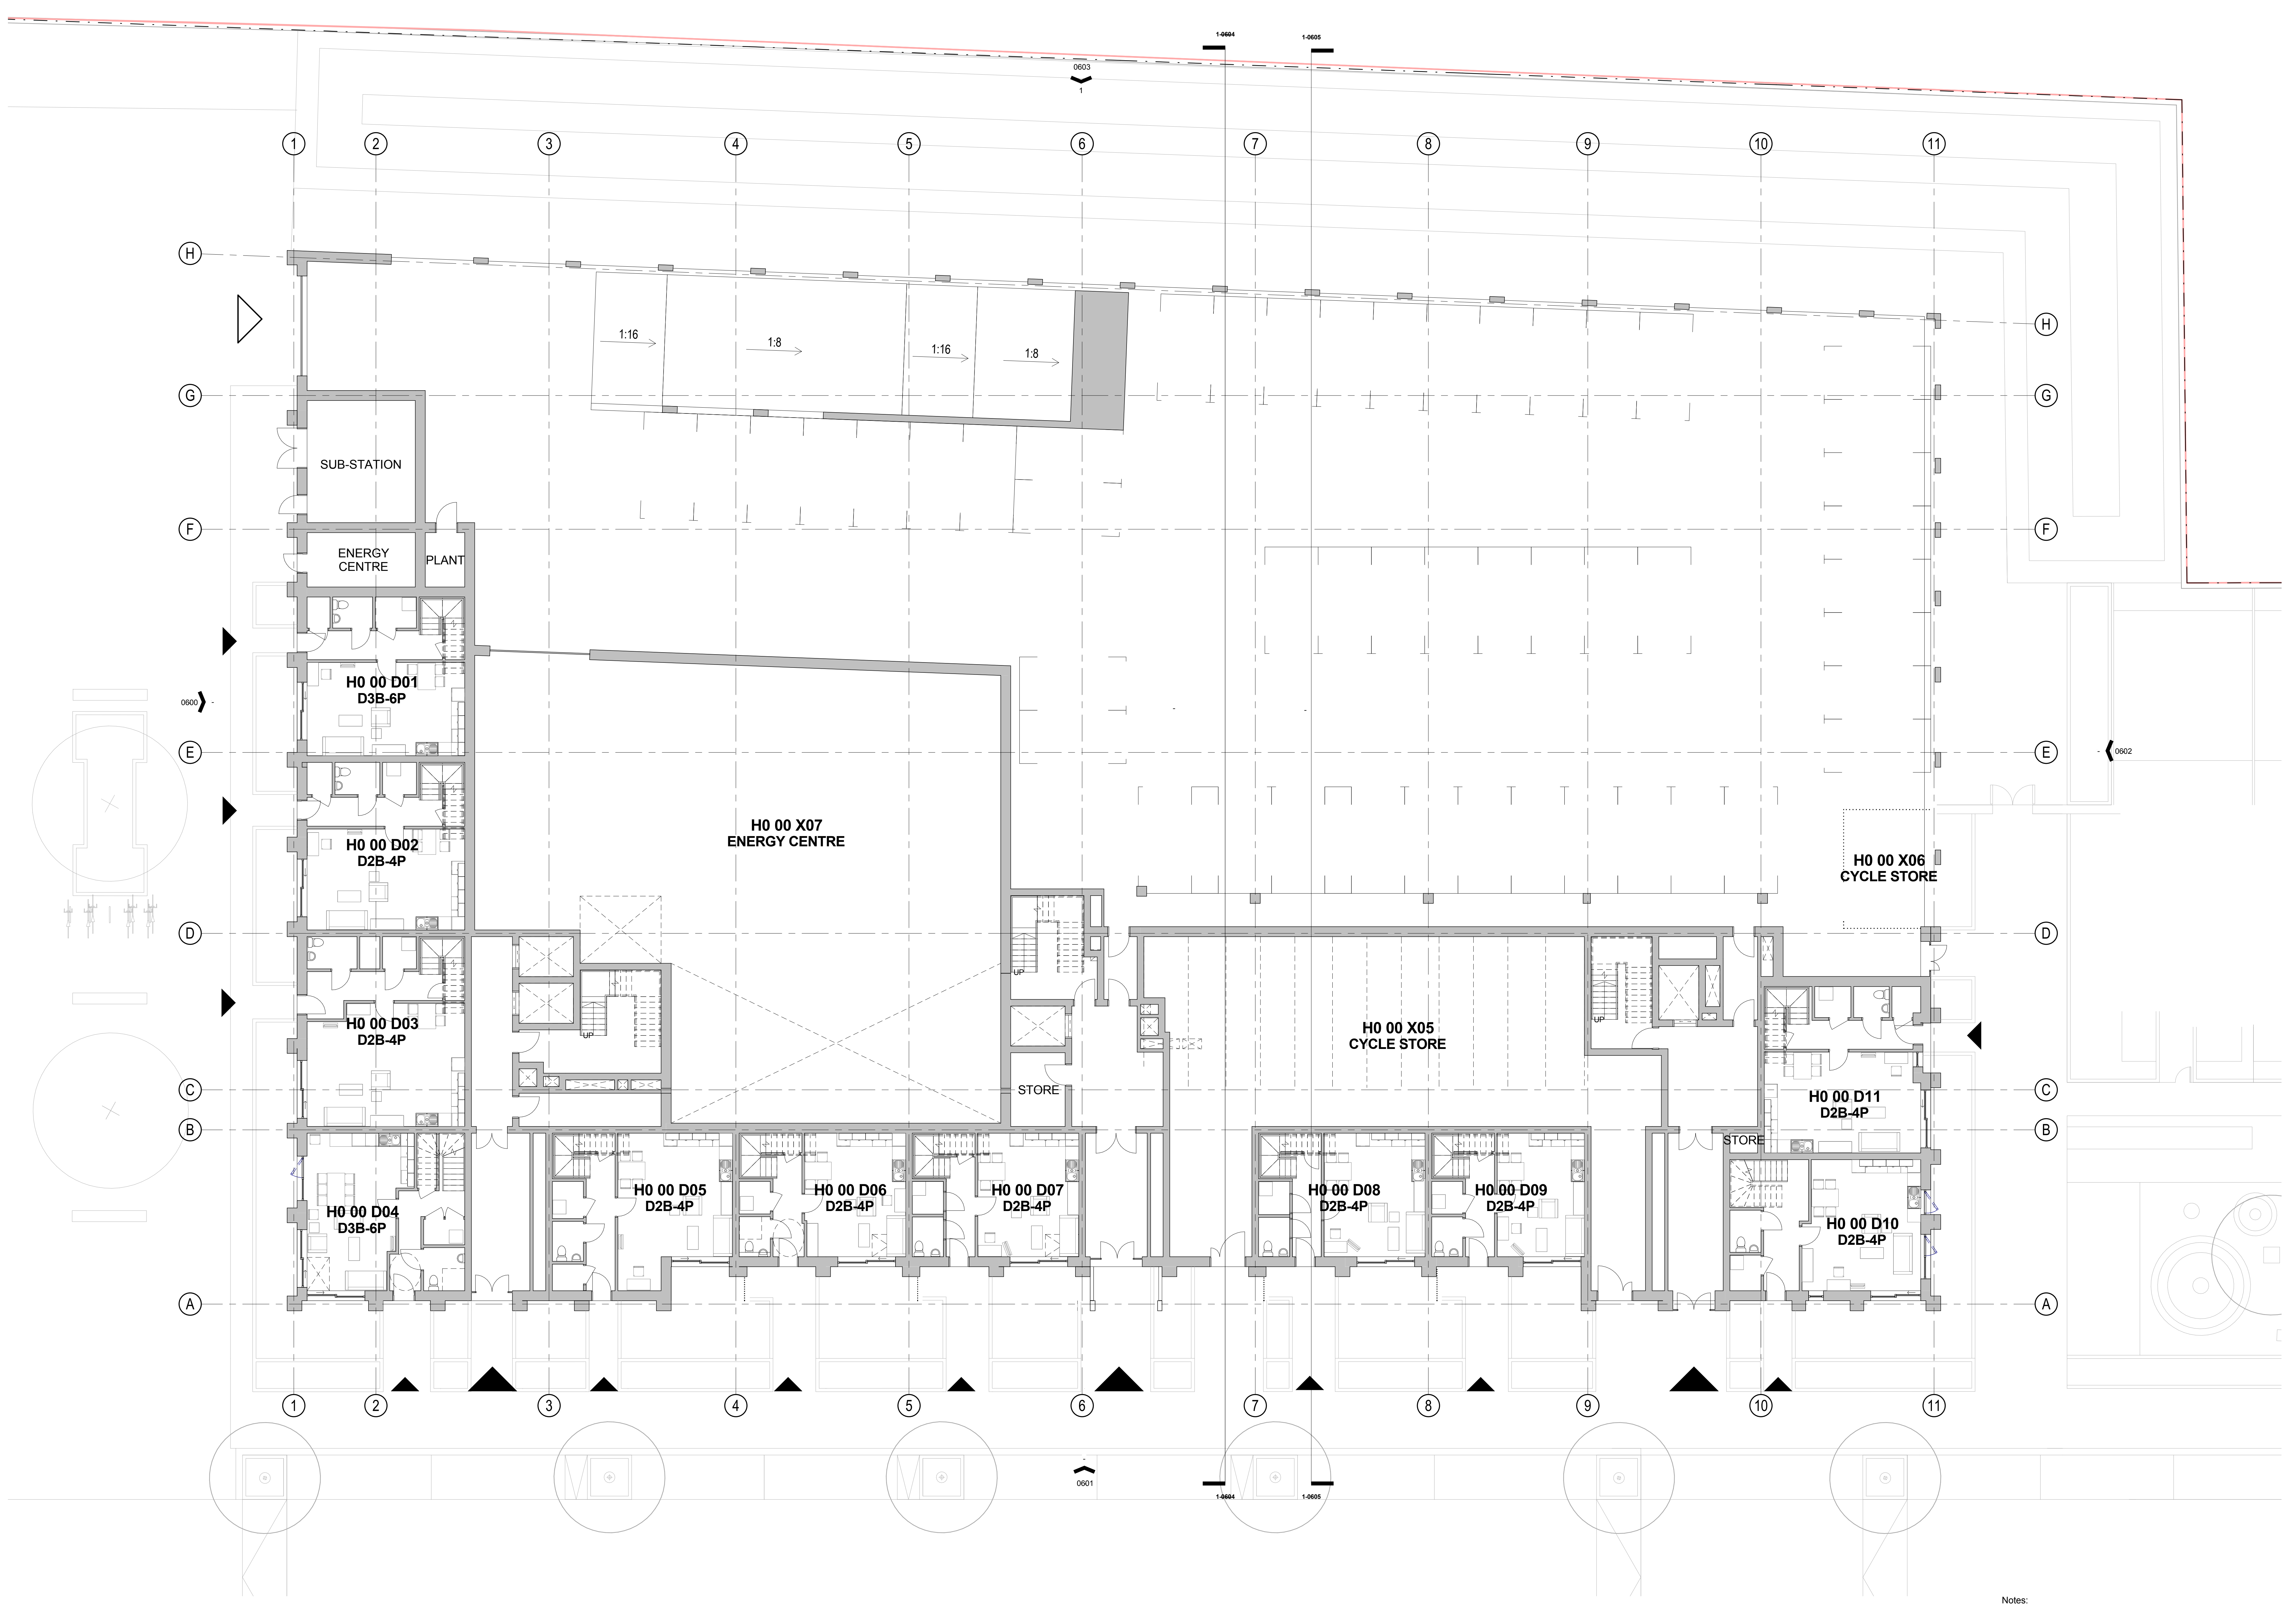 1-0604
1-0605
0603
1
1
2
3
4
5
6
7
8
9
10
11
H
H
1:16
1:8
1:16
1:8
G
G
SUB-STATION
F
F
ENERGY
CENTRE
PLANT
H0 00 D01
D3B-6P
0600
-
E
E
-
0602
H0 00 X07
ENERGY CENTRE
H0 00 D02
D2B-4P
H0 00 X06
CYCLE STORE
D
D
UP
UP
UP
H0 00 D03
D2B-4P
H0 00 X05
CYCLE STORE
C
C
STORE
H0 00 D11
D2B-4P
B
B
STORE
H0 00 D04
D3B-6P
H0 00 D05
D2B-4P
H0 00 D06
D2B-4P
H0 00 D07
D2B-4P
H0 00 D08
D2B-4P
H0 00 D09
D2B-4P
H0 00 D10
D2B-4P
A
A
1
2
3
4
5
6
7
8
9
10
11
-
0601
1-0604
1-0605
Notes: